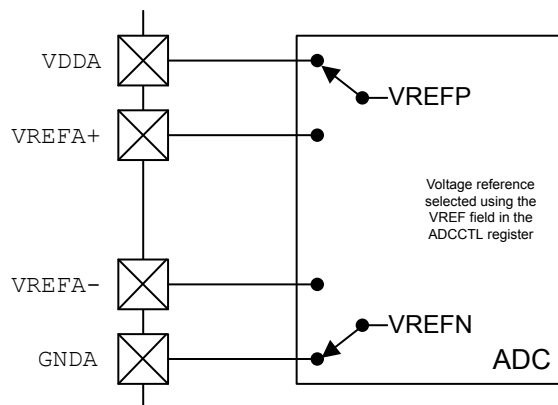 VDDA
VREFP
VREFA+
Voltage reference
selected using the
VREF field in the
ADCCTL register
VREFA-
VREFN
GNDA
ADC